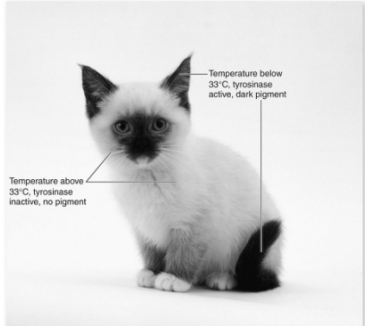 Temperature below
33°C, tyrosinase
active, dark pigment
Temperature above
33°C, tyrosinase
inactive, no pigment